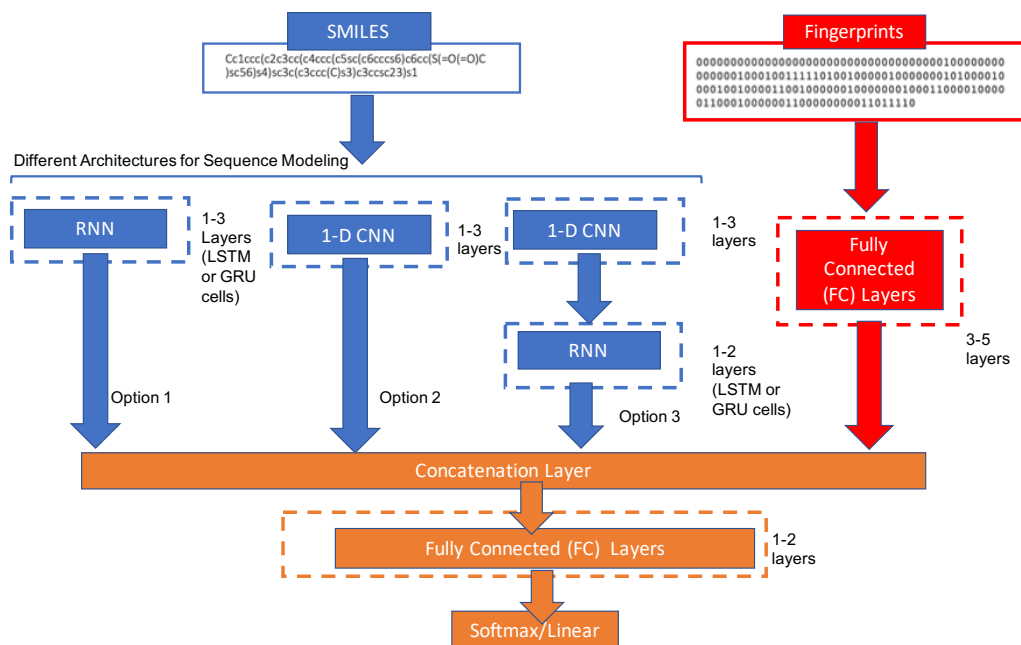 SMILES
Cc1ccc(c2c3cc(c4ccc(c5sc(c6cccs6)c6cc(S(=O(=O)C
)sc56)s4)sc3c(c3ccc(C)s3)c3ccsc23)s1
Fingerprints
000000000000000000000000000000000000100000000
000000100010011111010010000010000000101000010
000100100001100100000010000000100011000010000
01100010000001100000000011011110
Different Architectures for Sequence Modeling
RNN
1-3
Layers
(LSTM
or GRU
cells)
1-D CNN
1-3
layers
1-D CNN
1-3
layers
Fully
Connected
(FC) Layers
3-5
layers
RNN
1-2
layers
(LSTM or
GRU cells)
Option 1
Option 2
Option 3
Concatenation Layer
Fully Connected (FC) Layers
1-2
layers
Softmax/Linear